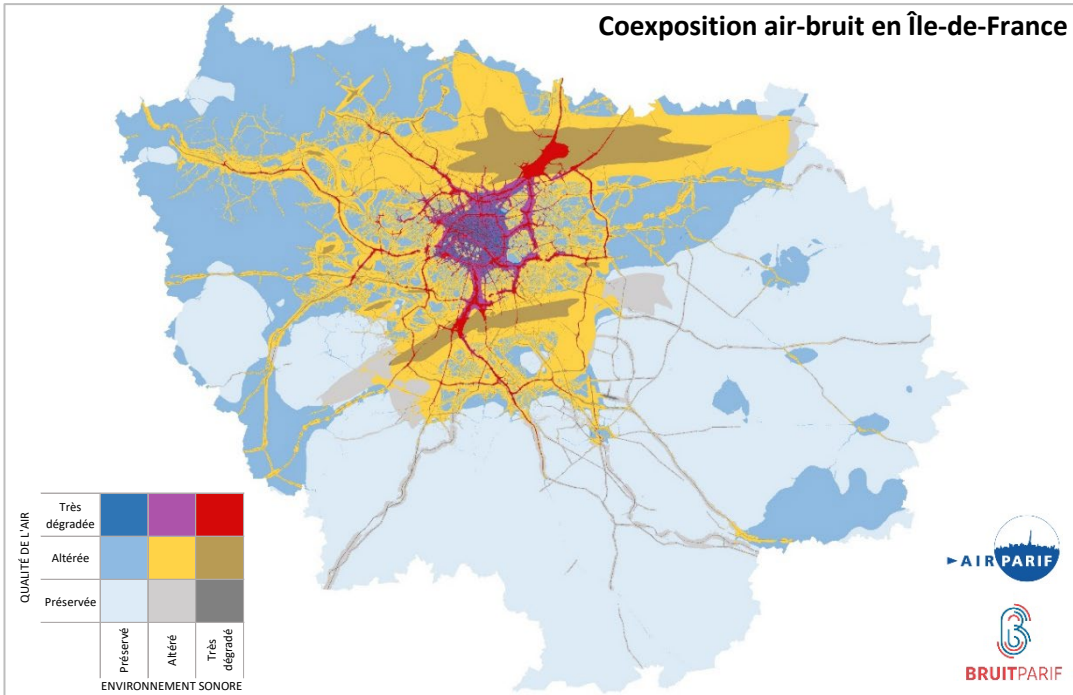 Coexposition air-bruit en Île-de-France
QUALITÉ DE L'AIR
Très
dégradée
Altérée
Préservée
Préservé
Altéré
Très
dégradé
ENVIRONNEMENT SONORE
AIRPARIF
BRUITPARIF